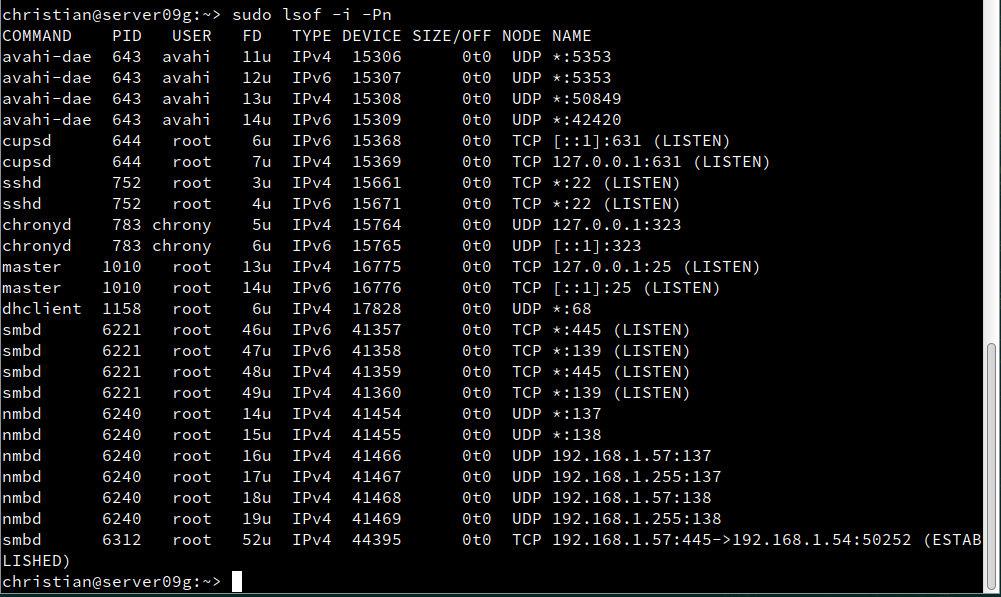 christian@server09g:~> sudo lsof -i -Pn
COMMAND    PID   USER   FD   TYPE DEVICE SIZE/OFF NODE NAME
avahi-dae  643  avahi   11u  IPv4  15306      0t0  UDP *:5353
avahi-dae  643  avahi   12u  IPv6  15307      0t0  UDP *:5353
avahi-dae  643  avahi   13u  IPv4  15308      0t0  UDP *:50849
avahi-dae  643  avahi   14u  IPv6  15309      0t0  UDP *:42420
cupsd      644   root    6u  IPv6  15368      0t0  TCP [::1]:631 (LISTEN)
cupsd      644   root    7u  IPv4  15369      0t0  TCP 127.0.0.1:631 (LISTEN)
sshd       752   root    3u  IPv4  15661      0t0  TCP *:22 (LISTEN)
sshd       752   root    4u  IPv6  15671      0t0  TCP *:22 (LISTEN)
chronyd    783 chrony    5u  IPv4  15764      0t0  UDP 127.0.0.1:323
chronyd    783 chrony    6u  IPv6  15765      0t0  UDP [::1]:323
master    1010   root   13u  IPv4  16775      0t0  TCP 127.0.0.1:25 (LISTEN)
master    1010   root   14u  IPv6  16776      0t0  TCP [::1]:25 (LISTEN)
dhclient  1158   root    6u  IPv4  17828      0t0  UDP *:68
smbd      6221   root   46u  IPv6  41357      0t0  TCP *:445 (LISTEN)
smbd      6221   root   47u  IPv6  41358      0t0  TCP *:139 (LISTEN)
smbd      6221   root   48u  IPv4  41359      0t0  TCP *:445 (LISTEN)
smbd      6221   root   49u  IPv4  41360      0t0  TCP *:139 (LISTEN)
nmbd      6240   root   14u  IPv4  41454      0t0  UDP *:137
nmbd      6240   root   15u  IPv4  41455      0t0  UDP *:138
nmbd      6240   root   16u  IPv4  41466      0t0  UDP 192.168.1.57:137
nmbd      6240   root   17u  IPv4  41467      0t0  UDP 192.168.1.255:137
nmbd      6240   root   18u  IPv4  41468      0t0  UDP 192.168.1.57:138
nmbd      6240   root   19u  IPv4  41469      0t0  UDP 192.168.1.255:138
smbd      6312   root   52u  IPv4  44395      0t0  TCP 192.168.1.57:445->192.168.1.54:50252 (ESTAB
LISHED)
christian@server09g:~>